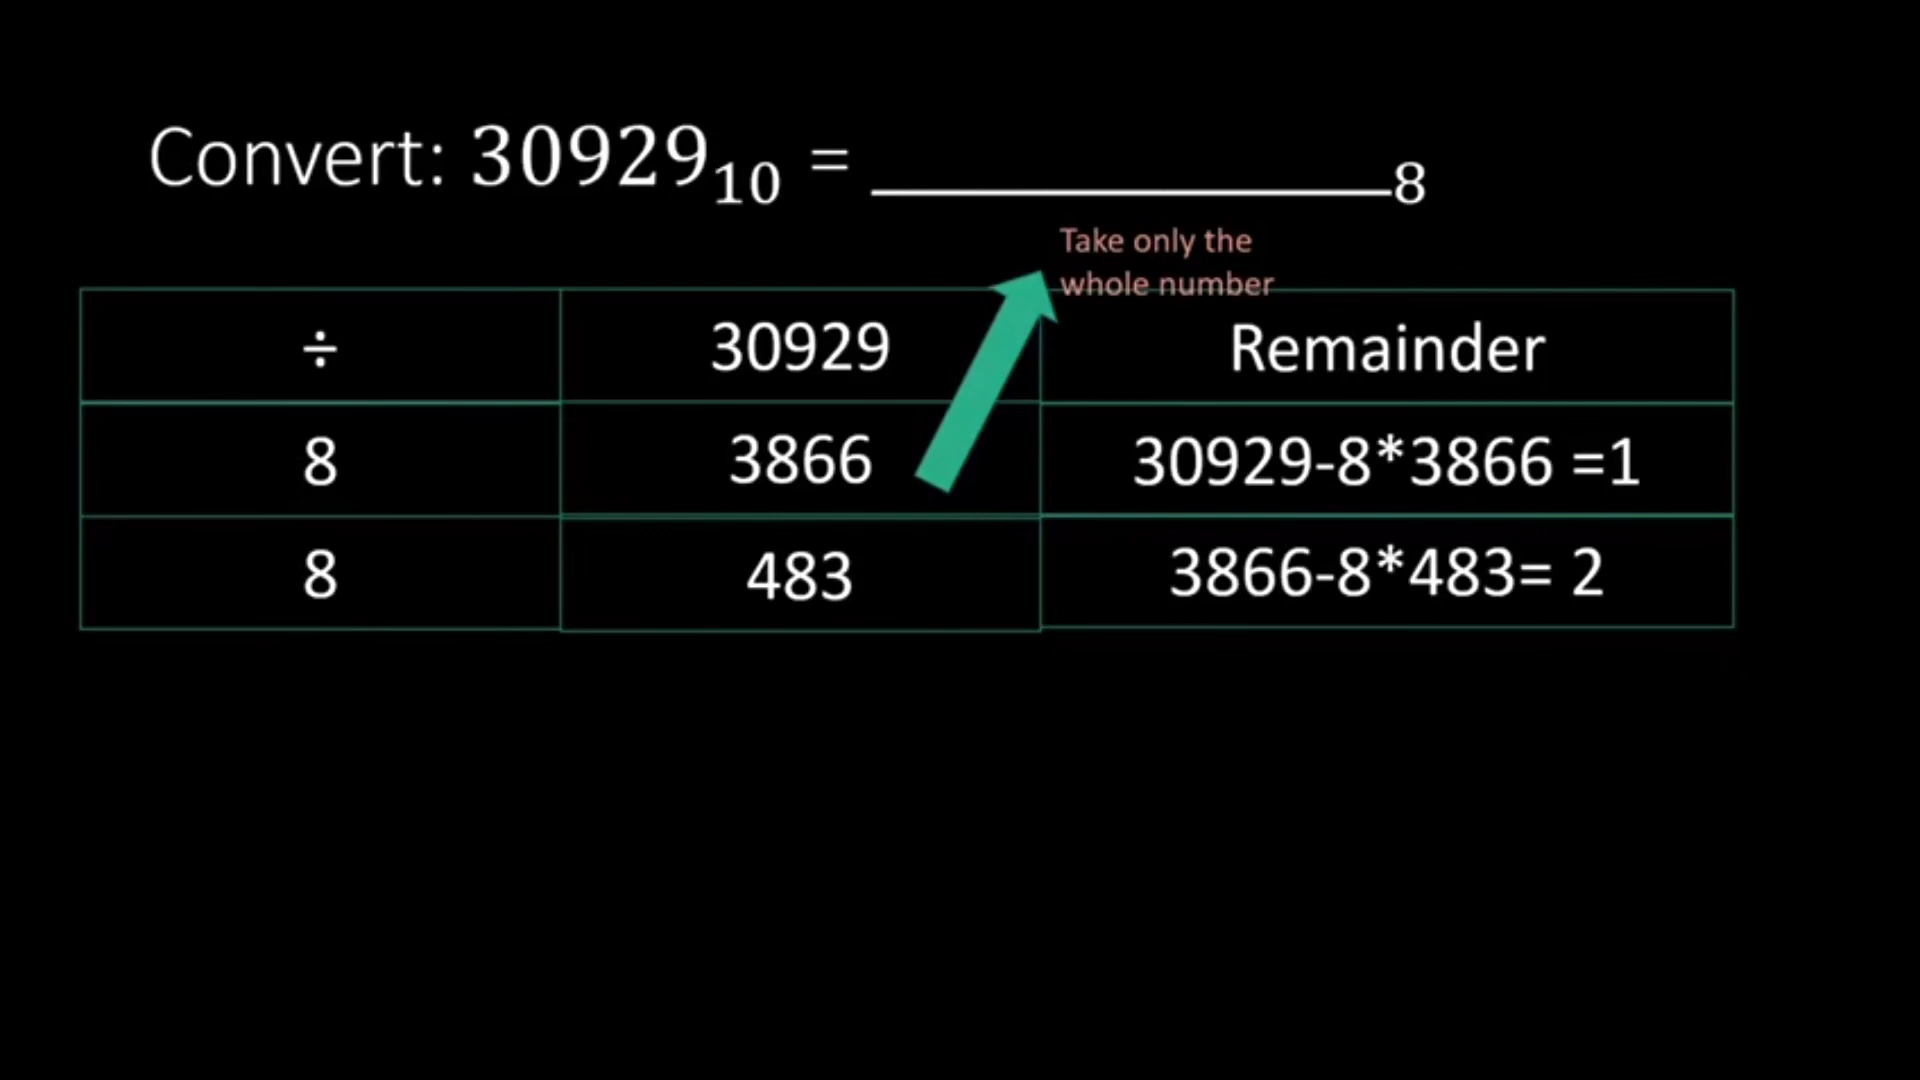 Convert: 30929₁₀ = ___________₈
Take only the
whole number
÷ 30929 Remainder
8 3866 30929-8*3866 =1
8 483 3866-8*483= 2